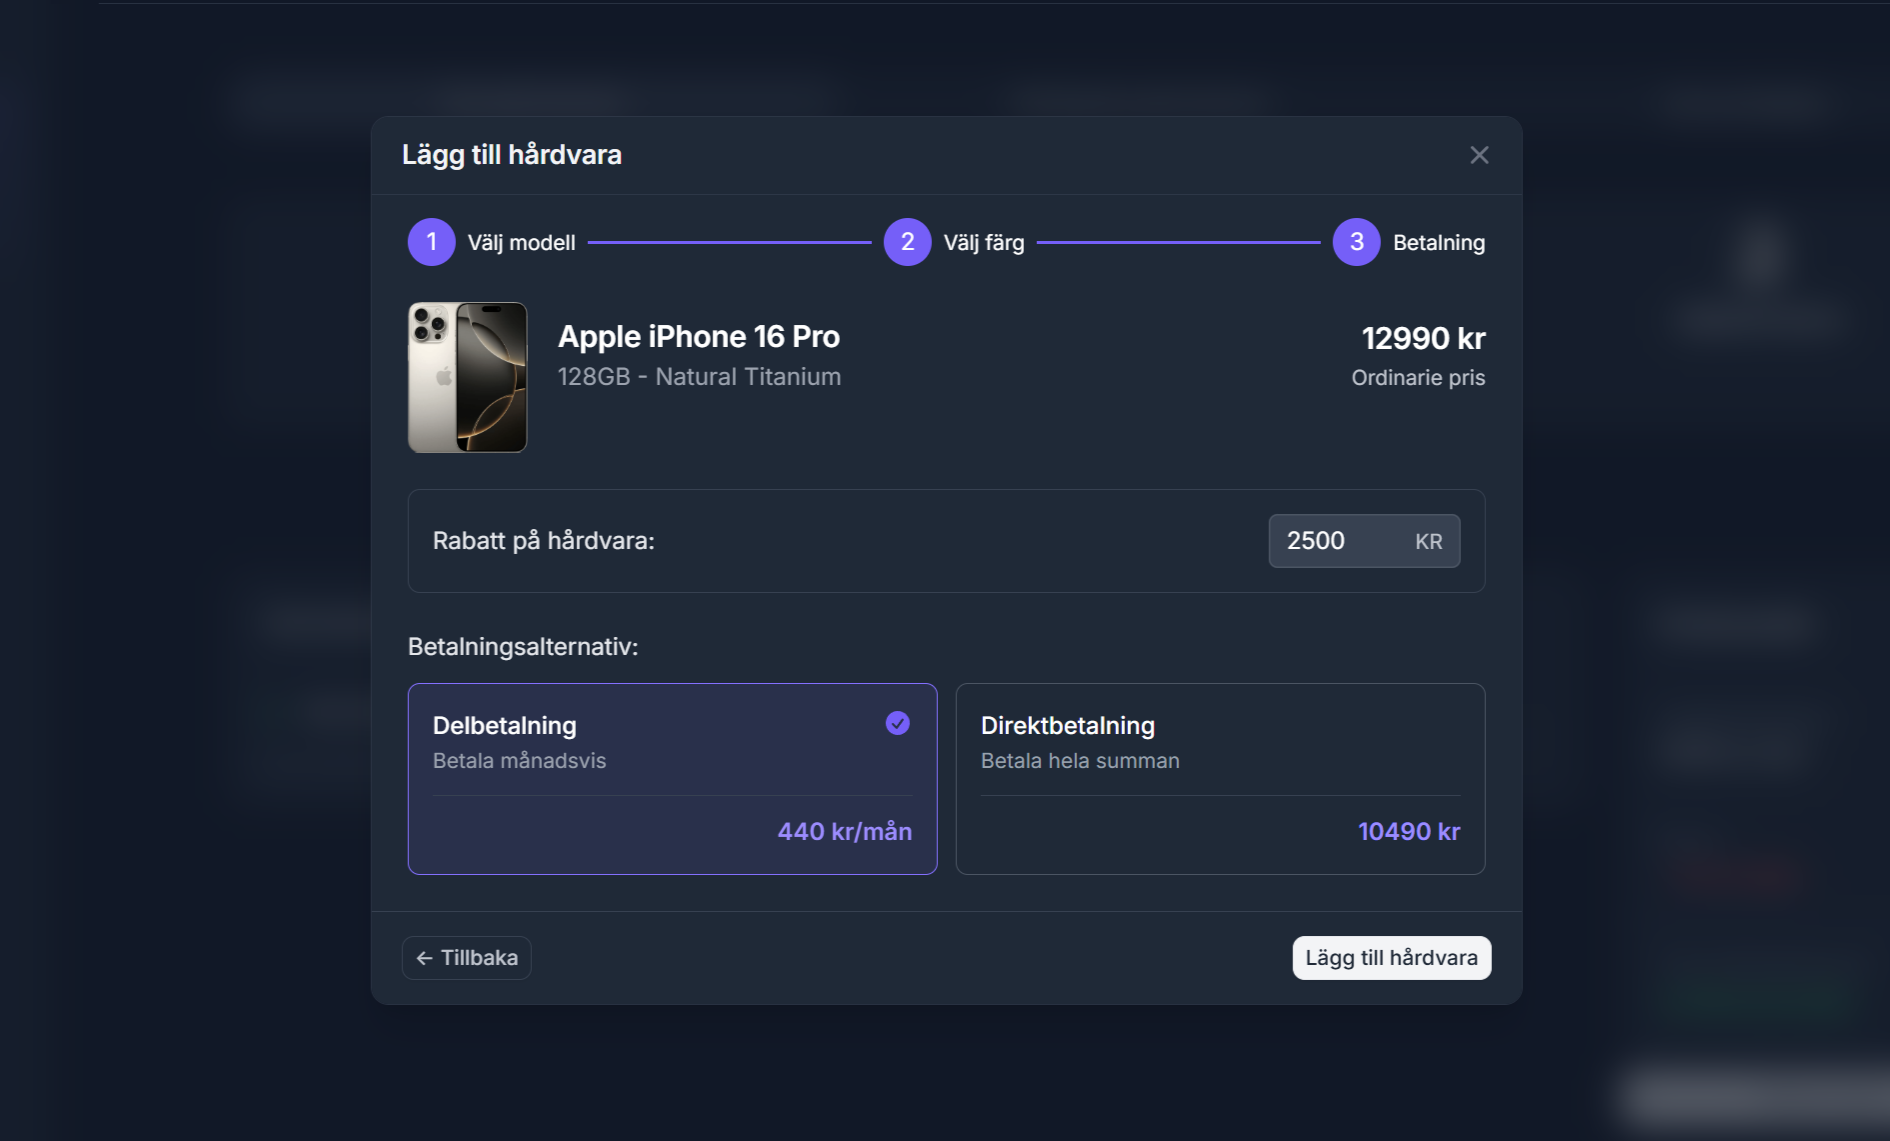 Lägg till hårdvara
1 Välj modell 2 Välj färg 3 Betalning
Apple iPhone 16 Pro
128GB - Natural Titanium
12990 kr
Ordinarie pris
Rabatt på hårdvara:
2500 KR
Betalningsalternativ:
Delbetalning
Betala månadsvis
440 kr/mån
Direktbetalning
Betala hela summan
10490 kr
← Tillbaka
Lägg till hårdvara